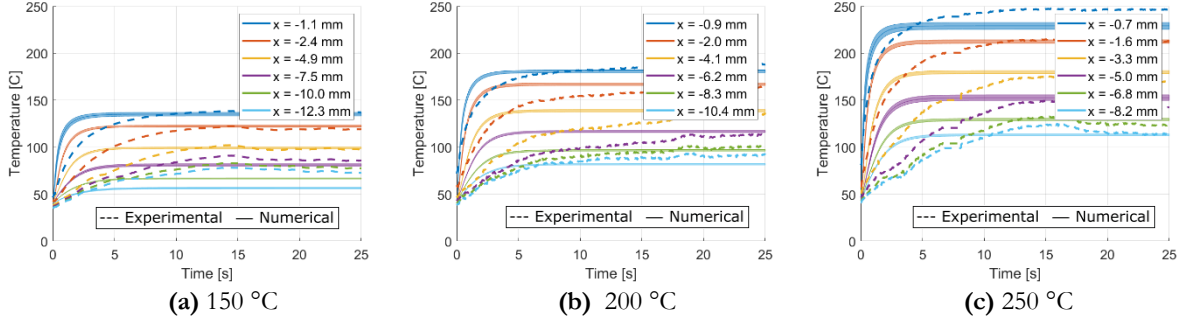 250
200
150
100
50
0
Temperature [C]
x = -1.1 mm
x = -2.4 mm
x = -4.9 mm
x = -7.5 mm
x = -10.0 mm
x = -12.3 mm
Experimental Numerical
0 5 10 15 20 25
Time [s]
(a) 150 °C
250
200
150
100
50
0
Temperature [C]
x = -0.9 mm
x = -2.0 mm
x = -4.1 mm
x = -6.2 mm
x = -8.3 mm
x = -10.4 mm
Experimental Numerical
0 5 10 15 20 25
Time [s]
(b) 200 °C
250
200
150
100
50
0
Temperature [C]
x = -0.7 mm
x = -1.6 mm
x = -3.3 mm
x = -5.0 mm
x = -6.8 mm
x = -8.2 mm
Experimental Numerical
0 5 10 15 20 25
Time [s]
(c) 250 °C